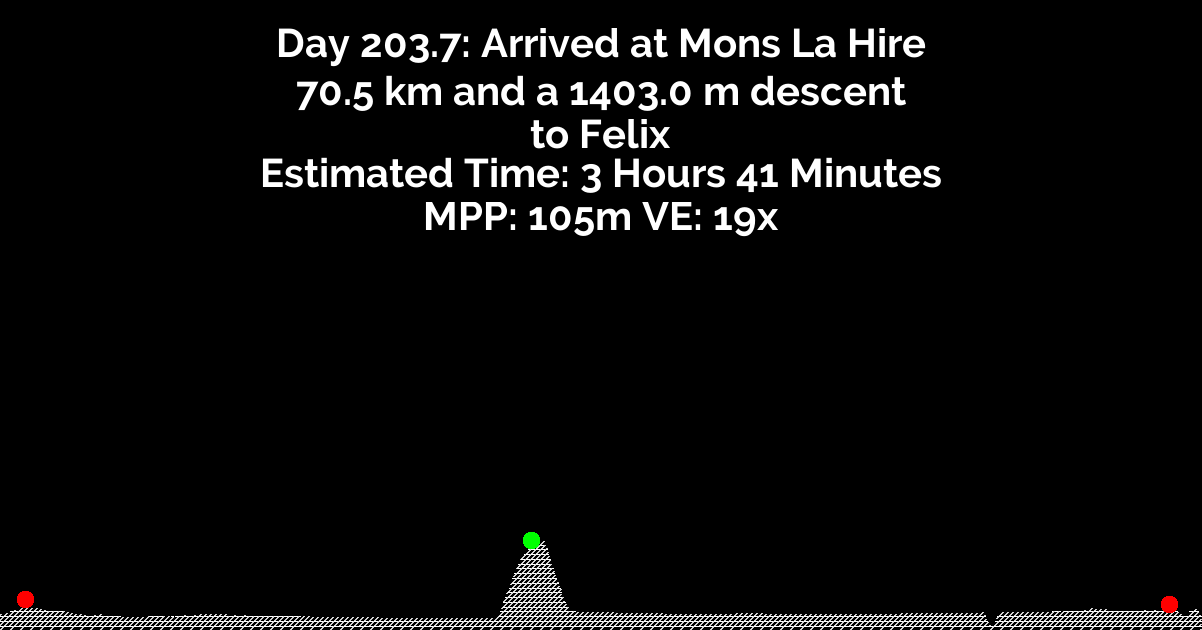 Day 203.7: Arrived at Mons La Hire
70.5 km and a 1403.0 m descent
to Felix
Estimated Time: 3 Hours 41 Minutes
MPP: 105m VE: 19x